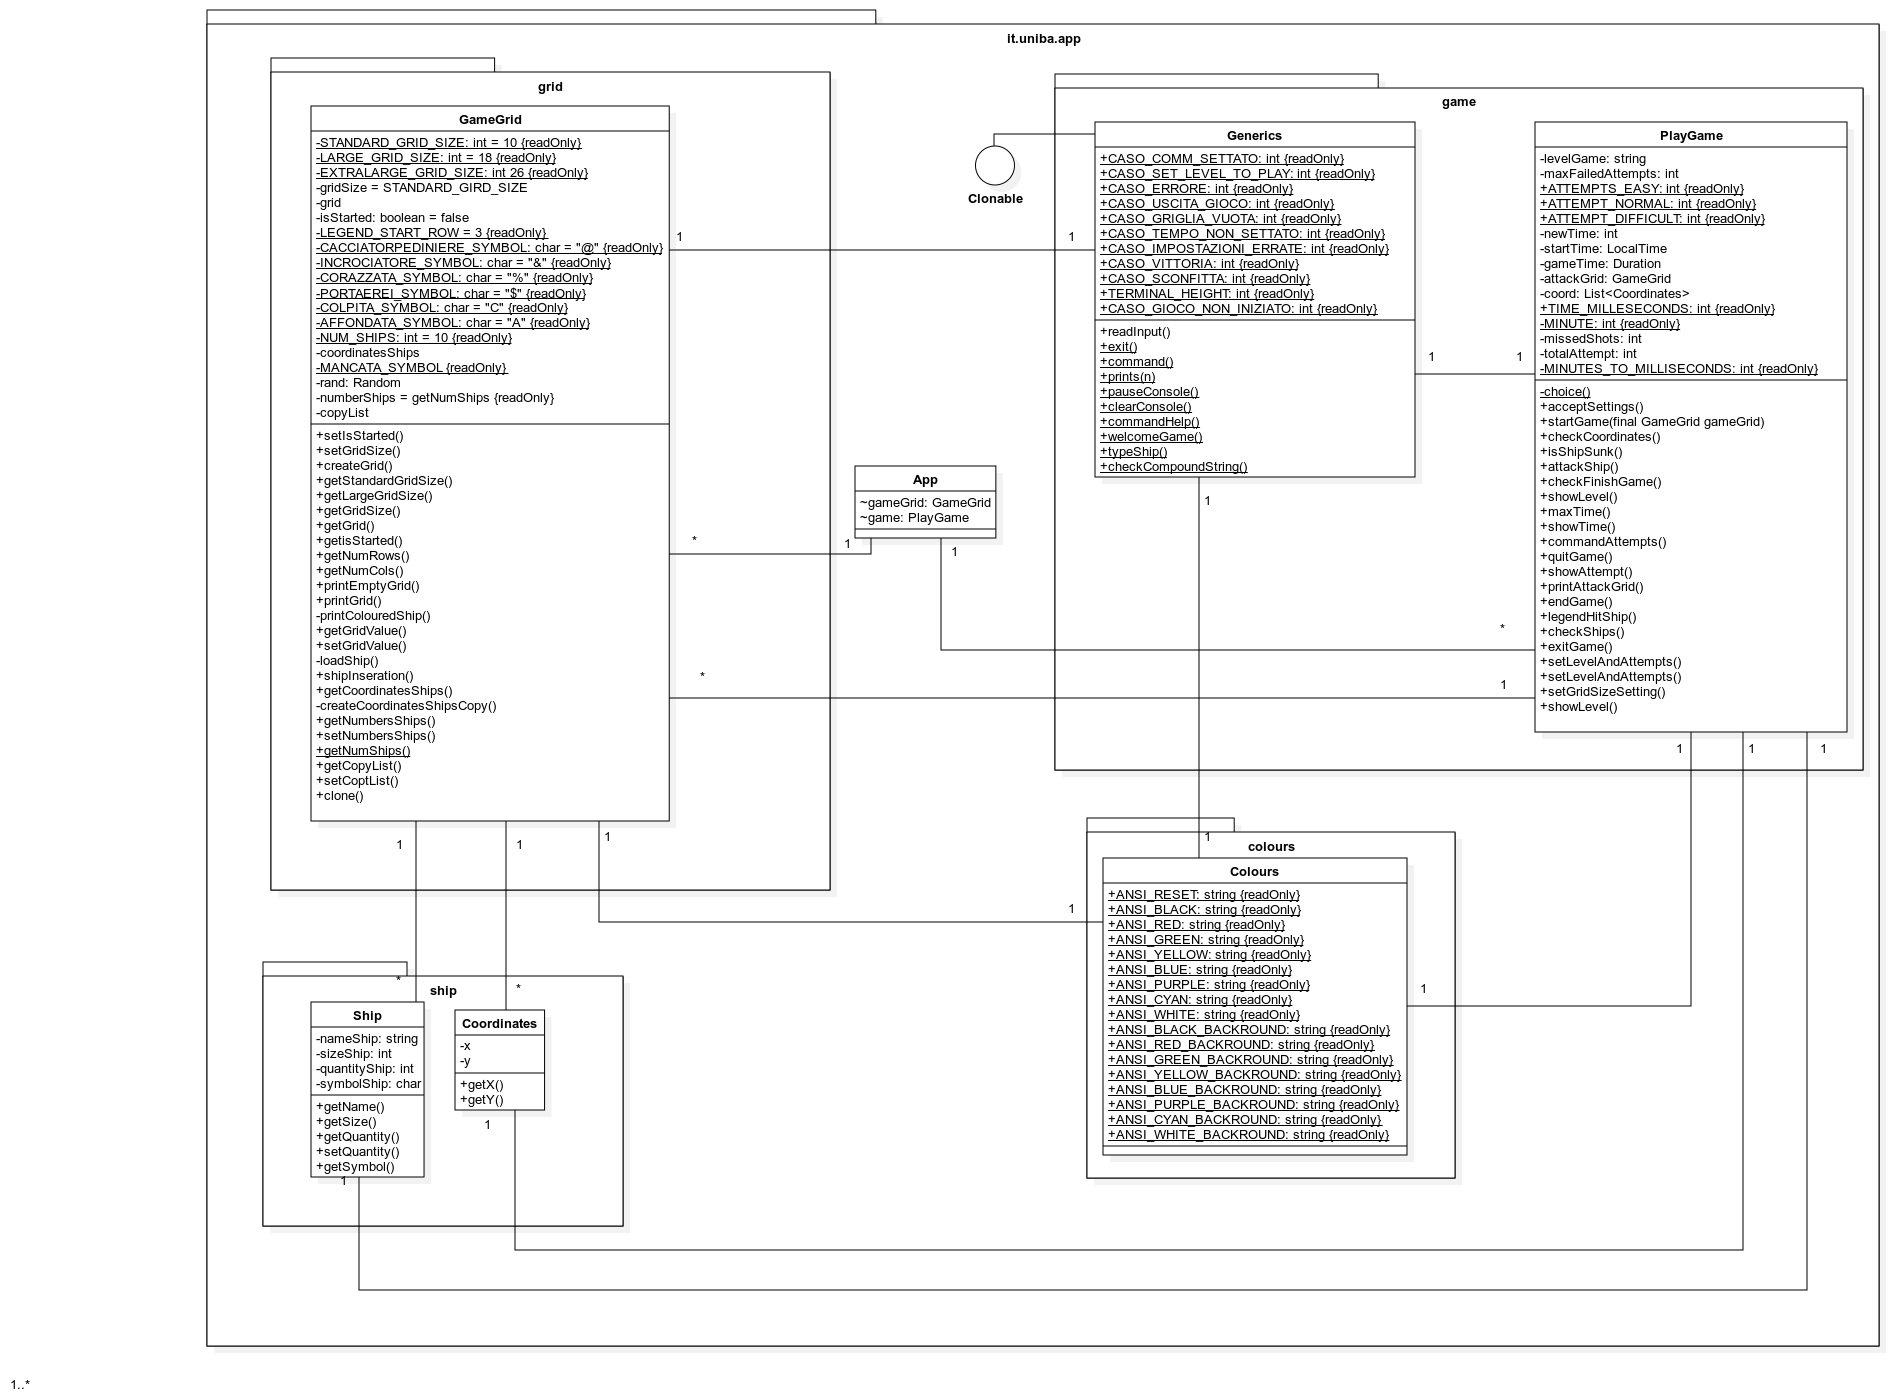 it.uniba.app
grid
GameGrid
-STANDARD_GRID_SIZE: int = 10 {readOnly}
-LARGE_GRID_SIZE: int = 18 {readOnly}
-EXTRALARGE_GRID_SIZE: int 26 {readOnly}
-gridSize = STANDARD_GIRD_SIZE
-grid
-isStarted: boolean = false
-LEGEND_START_ROW = 3 {readOnly}
-CACCIATORPEDINIERE_SYMBOL: char = "@" {readOnly}
-INCROCIATORE_SYMBOL: char = "&" {readOnly}
-CORAZZATA_SYMBOL: char = "%" {readOnly}
-PORTAEREI_SYMBOL: char = "$" {readOnly}
-COLPITA_SYMBOL: char = "C" {readOnly}
-AFFONDATA_SYMBOL: char = "A" {readOnly}
-NUM_SHIPS: int = 10 {readOnly}
-coordinatesShips
-MANCATA_SYMBOL {readOnly}
-rand: Random
-numberShips = getNumShips {readOnly}
-copyList
+setIsStarted()
+setGridSize()
+createGrid()
+getStandardGridSize()
+getLargeGridSize()
+getGridSize()
+getGrid()
+getisStarted()
+getNumRows()
+getNumCols()
+printEmptyGrid()
+printGrid()
-printColouredShip()
+getGridValue()
+setGridValue()
-loadShip()
+shipInseration()
+getCoordinatesShips()
-createCoordinatesShipsCopy()
+getNumbersShips()
+setNumbersShips()
+getNumShips()
+getCopyList()
+setCoptList()
+clone()
1
1
Clonable
game
Generics
+CASO_COMM_SETTATO: int {readOnly}
+CASO_SET_LEVEL_TO_PLAY: int {readOnly}
+CASO_ERRORE: int {readOnly}
+CASO_USCITA_GIOCO: int {readOnly}
+CASO_GRIGLIA_VUOTA: int {readOnly}
+CASO_TEMPO_NON_SETTATO: int {readOnly}
+CASO_IMPOSTAZIONI_ERRATE: int {readOnly}
+CASO_VITTORIA: int {readOnly}
+CASO_SCONFITTA: int {readOnly}
+TERMINAL_HEIGHT: int {readOnly}
+CASO_GIOCO_NON_INIZIATO: int {readOnly}
+readInput()
+exit()
+command()
+prints(n)
+pauseConsole()
+clearConsole()
+commandHelp()
+welcomeGame()
+typeShip()
+checkCompoundString()
1
1
PlayGame
-levelGame: string
-maxFailedAttempts: int
+ATTEMPTS_EASY: int {readOnly}
+ATTEMPT_NORMAL: int {readOnly}
+ATTEMPT_DIFFICULT: int {readOnly}
-newTime: int
-startTime: LocalTime
-gameTime: Duration
-attackGrid: GameGrid
-coord: List<Coordinates>
+TIME_MILLESECONDS: int {readOnly}
-MINUTE: int {readOnly}
-missedShots: int
-totalAttempt: int
-MINUTES_TO_MILLISECONDS: int {readOnly}
-choice()
+acceptSettings()
+startGame(final GameGrid gameGrid)
+checkCoordinates()
+isShipSunk()
+attackShip()
+checkFinishGame()
+showLevel()
+maxTime()
+showTime()
+commandAttempts()
+quitGame()
+showAttempt()
+printAttackGrid()
+endGame()
+legendHitShip()
+checkShips()
+exitGame()
+setLevelAndAttempts()
+setLevelAndAttempts()
+setGridSizeSetting()
+showLevel()
App
~gameGrid: GameGrid
~game: PlayGame
*
1
1
1
*
*
1
1
1
1
1
1
1
1
1
colours
Colours
+ANSI_RESET: string {readOnly}
+ANSI_BLACK: string {readOnly}
+ANSI_RED: string {readOnly}
+ANSI_GREEN: string {readOnly}
+ANSI_YELLOW: string {readOnly}
+ANSI_BLUE: string {readOnly}
+ANSI_PURPLE: string {readOnly}
+ANSI_CYAN: string {readOnly}
+ANSI_WHITE: string {readOnly}
+ANSI_BLACK_BACKROUND: string {readOnly}
+ANSI_RED_BACKROUND: string {readOnly}
+ANSI_GREEN_BACKROUND: string {readOnly}
+ANSI_YELLOW_BACKROUND: string {readOnly}
+ANSI_BLUE_BACKROUND: string {readOnly}
+ANSI_PURPLE_BACKROUND: string {readOnly}
+ANSI_CYAN_BACKROUND: string {readOnly}
+ANSI_WHITE_BACKROUND: string {readOnly}
1
*
*
ship
Ship
-nameShip: string
-sizeShip: int
-quantityShip: int
-symbolShip: char
+getName()
+getSize()
+getQuantity()
+setQuantity()
+getSymbol()
1
Coordinates
-x
-y
+getX()
+getY()
1
1..*